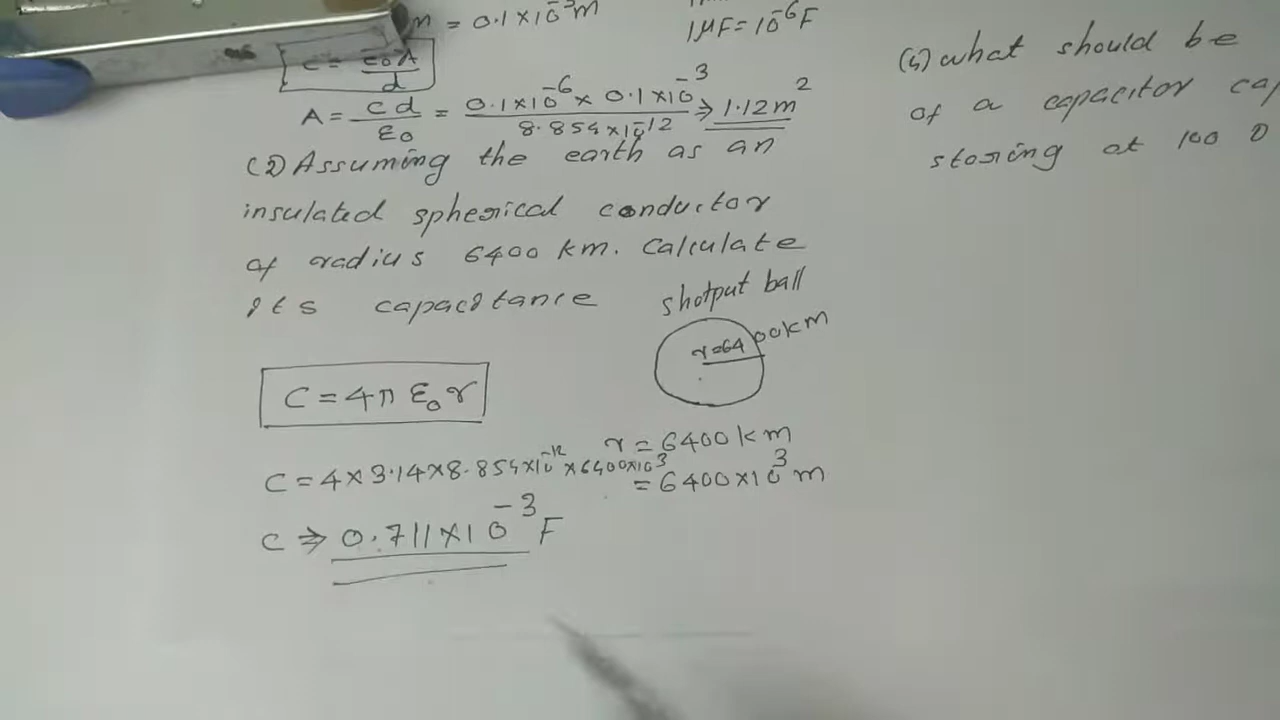 m = 0.1×10⁻³m
1μF = 10⁻⁶F
C = ε₀A/d
A = Cd/ε₀ = 0.1×10⁻⁶ × 0.1×10⁻³ / 8.854×10⁻¹² ⇒ 1.12m²
(2) Assuming the earth as an
insulated spherical conductor
of radius 6400 km. Calculate
its capacitance
shotput ball
r=6400km
C = 4π ε₀ r
r = 6400 km
= 6400×10³ m
C = 4×3.14×8.854×10⁻¹²×6400×10³
C ⇒ 0.711×10⁻³ F
(4) what should be
of a capacitor
storing at 100